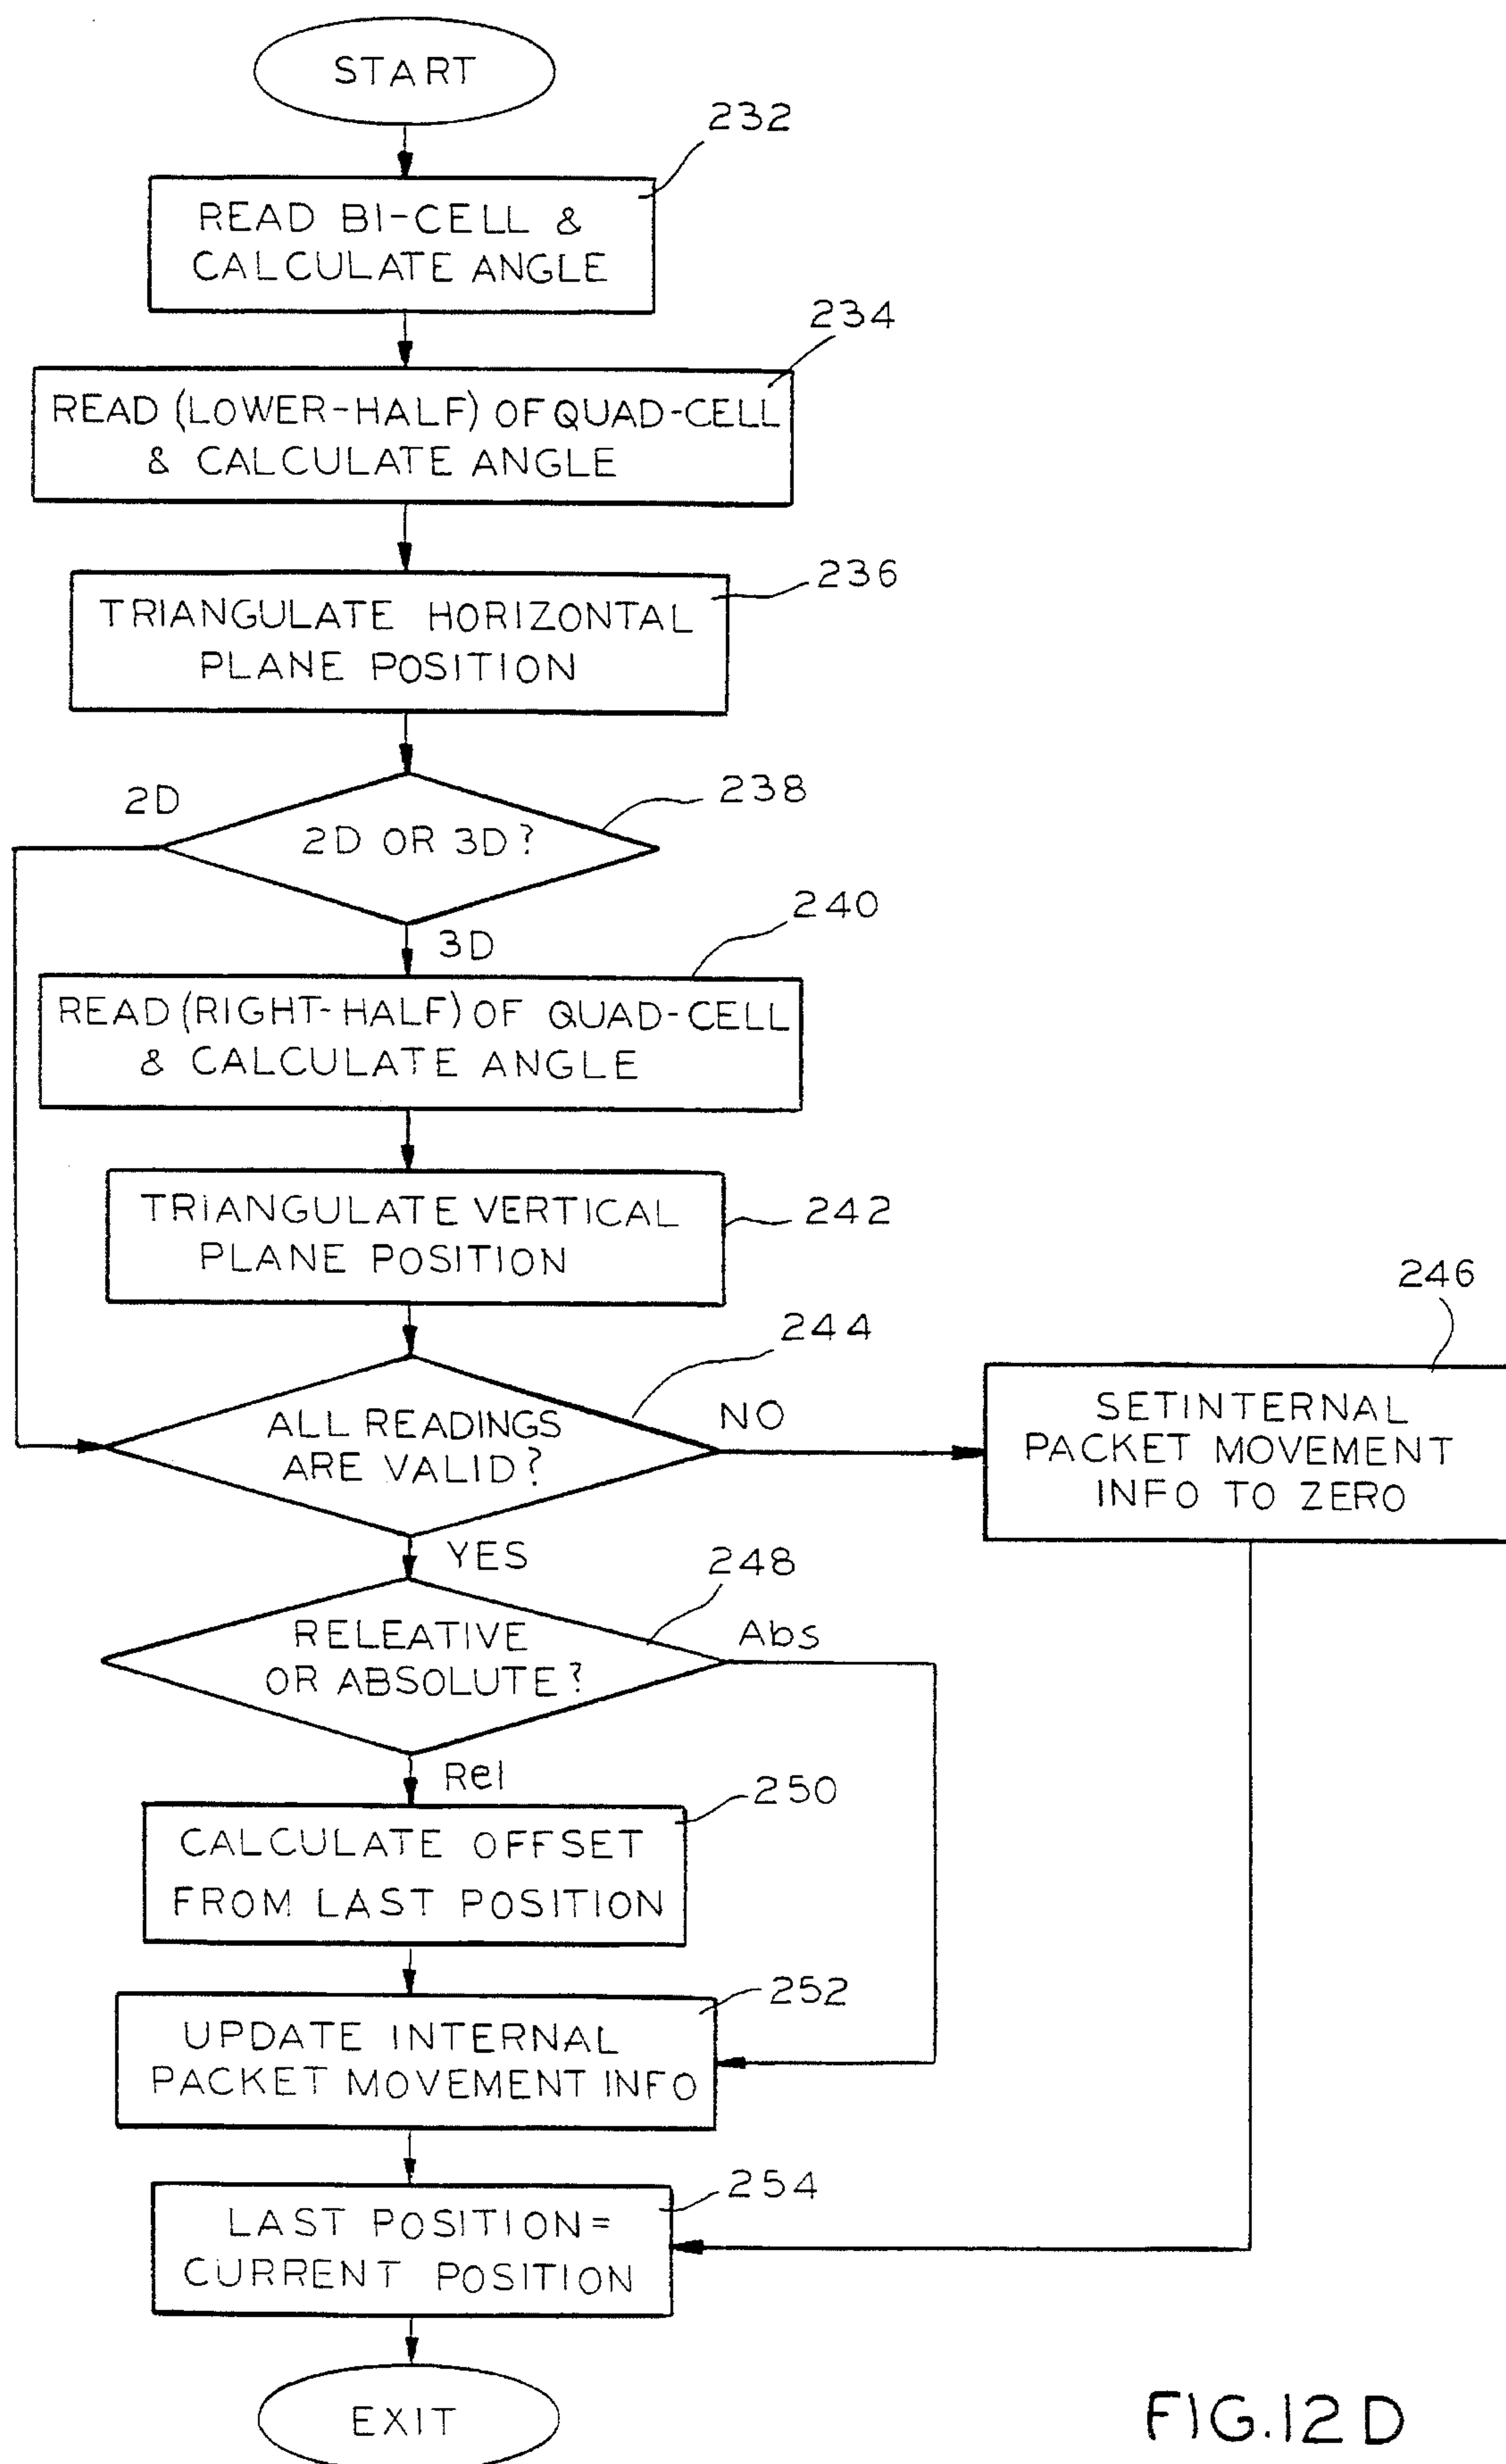 START
232
READ BI-CELL &
CALCULATE ANGLE
234
READ (LOWER-HALF) OF QUAD-CELL
& CALCULATE ANGLE
236
TRIANGULATE HORIZONTAL
PLANE POSITION
2D
238
2D OR 3D?
240
3D
READ (RIGHT-HALF) OF QUAD-CELL
& CALCULATE ANGLE
TRIANGULATE VERTICAL
PLANE POSITION
242
246
244
ALL READINGS
ARE VALID?
NO
SETINTERNAL
PACKET MOVEMENT
INFO TO ZERO
YES
248
RELEATIVE
OR ABSOLUTE?
Abs
Rel
250
CALCULATE OFFSET
FROM LAST POSITION
252
UPDATE INTERNAL
PACKET MOVEMENT INFO
254
LAST POSITION=
CURRENT POSITION
EXIT
FIG.12D